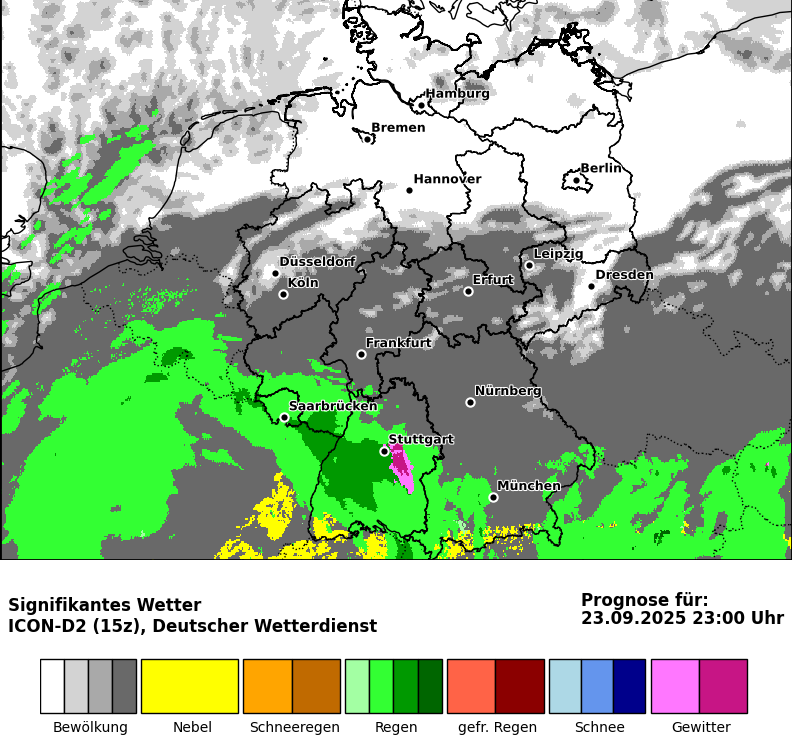 Hamburg
Bremen
Berlin
Hannover
Leipzig
Düsseldorf
Dresden
Köln
Erfurt
Frankfurt
Nürnberg
Saarbrücken
Stuttgart
München
Signifikantes Wetter
ICON-D2 (15z), Deutscher Wetterdienst
Prognose für:
23.09.2025 23:00 Uhr
Bewölkung
Nebel
Schneeregen
Regen
gefr. Regen
Schnee
Gewitter